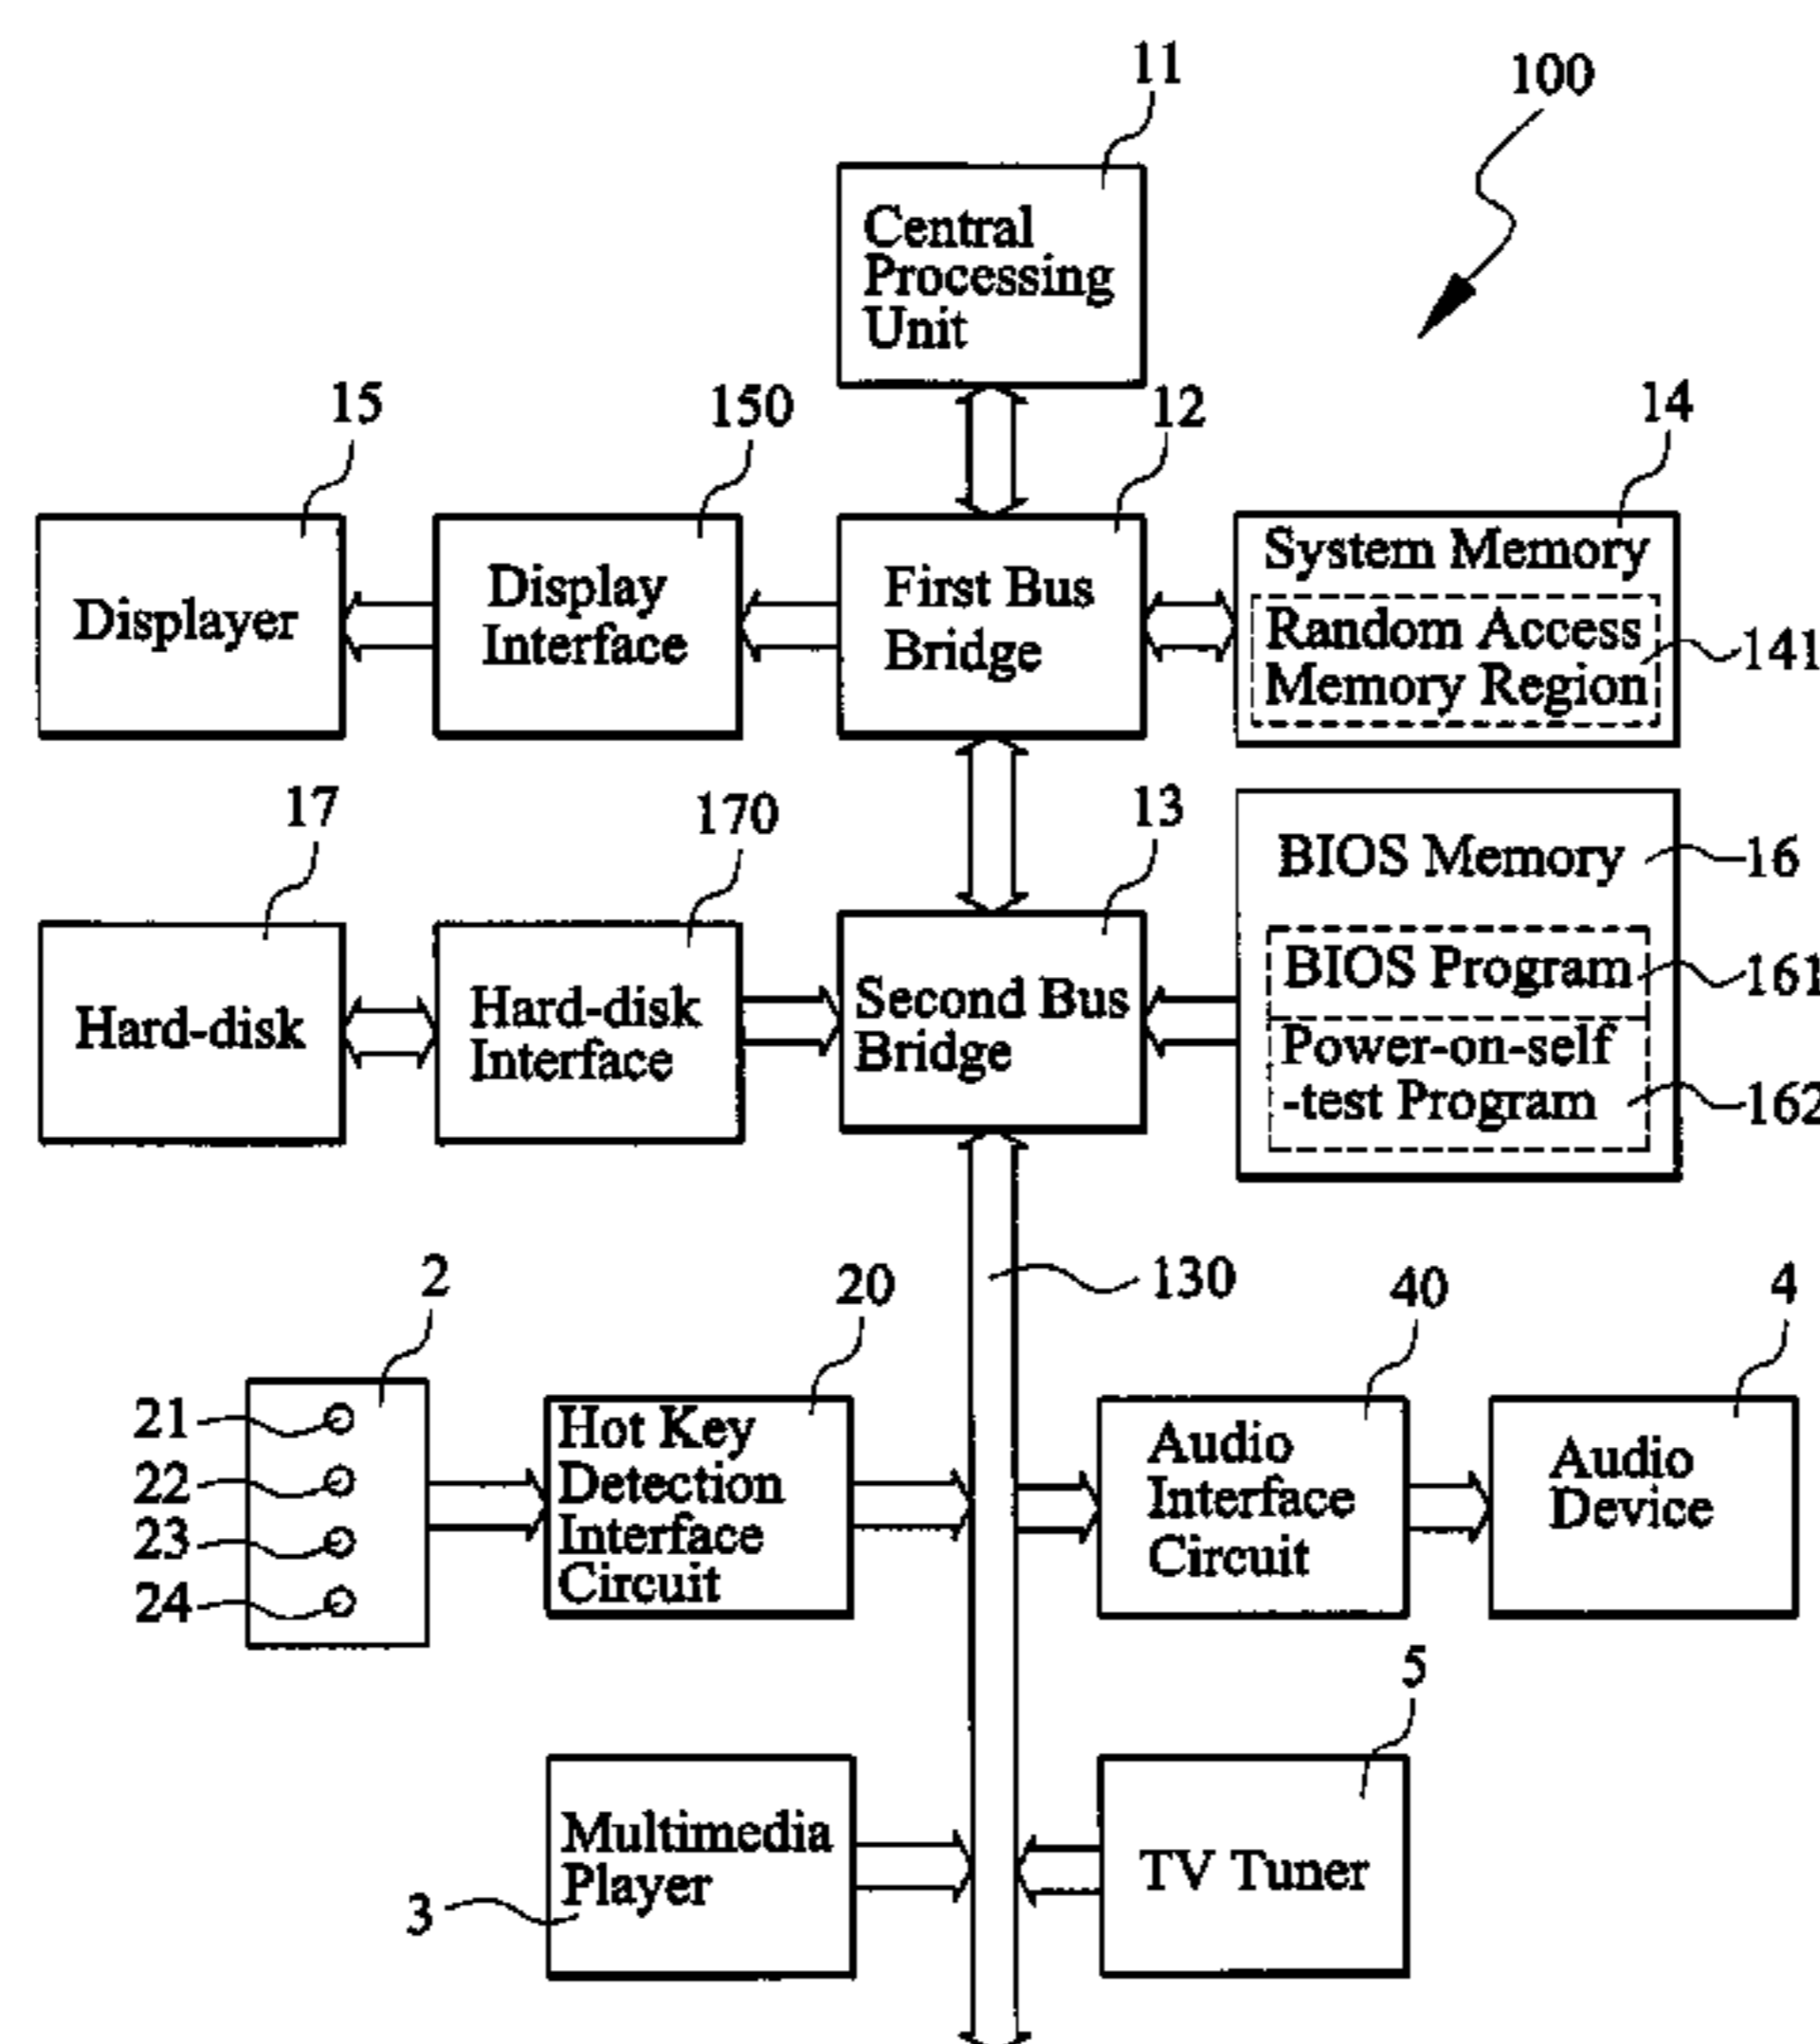 11
100
Central
Processing
Unit
15
150
12
14
Displayer
Display
Interface
First Bus
Bridge
System Memory
Random Access
Memory Region
141
17
170
13
BIOS Memory
16
Hard-disk
Hard-disk
Interface
Second Bus
Bridge
BIOS Program
161
Power-on-self
-test Program
162
2
20
130
40
4
21
22
23
24
Hot Key
Detection
Interface
Circuit
Audio
Interface
Circuit
Audio
Device
5
Multimedia
Player
3
TV Tuner